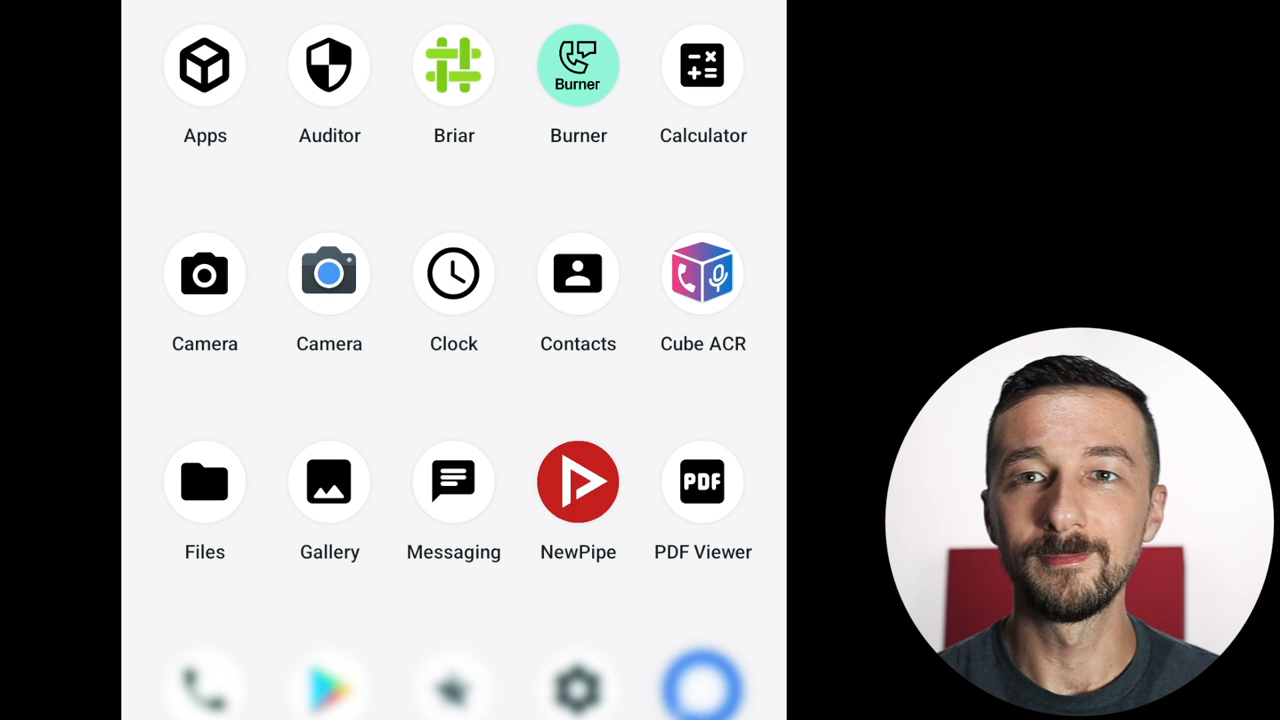 Burner
Apps
Auditor
Briar
Burner
Calculator
Camera
Camera
Clock
Contacts
Cube ACR
PDF
Files
Gallery
Messaging
NewPipe
PDF Viewer